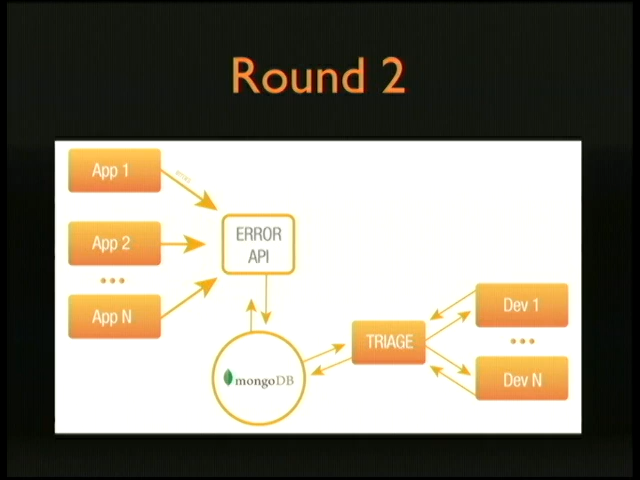 Round 2
App 1
App 2
App N
ERROR
API
mongoDB
TRIAGE
Dev 1
Dev N